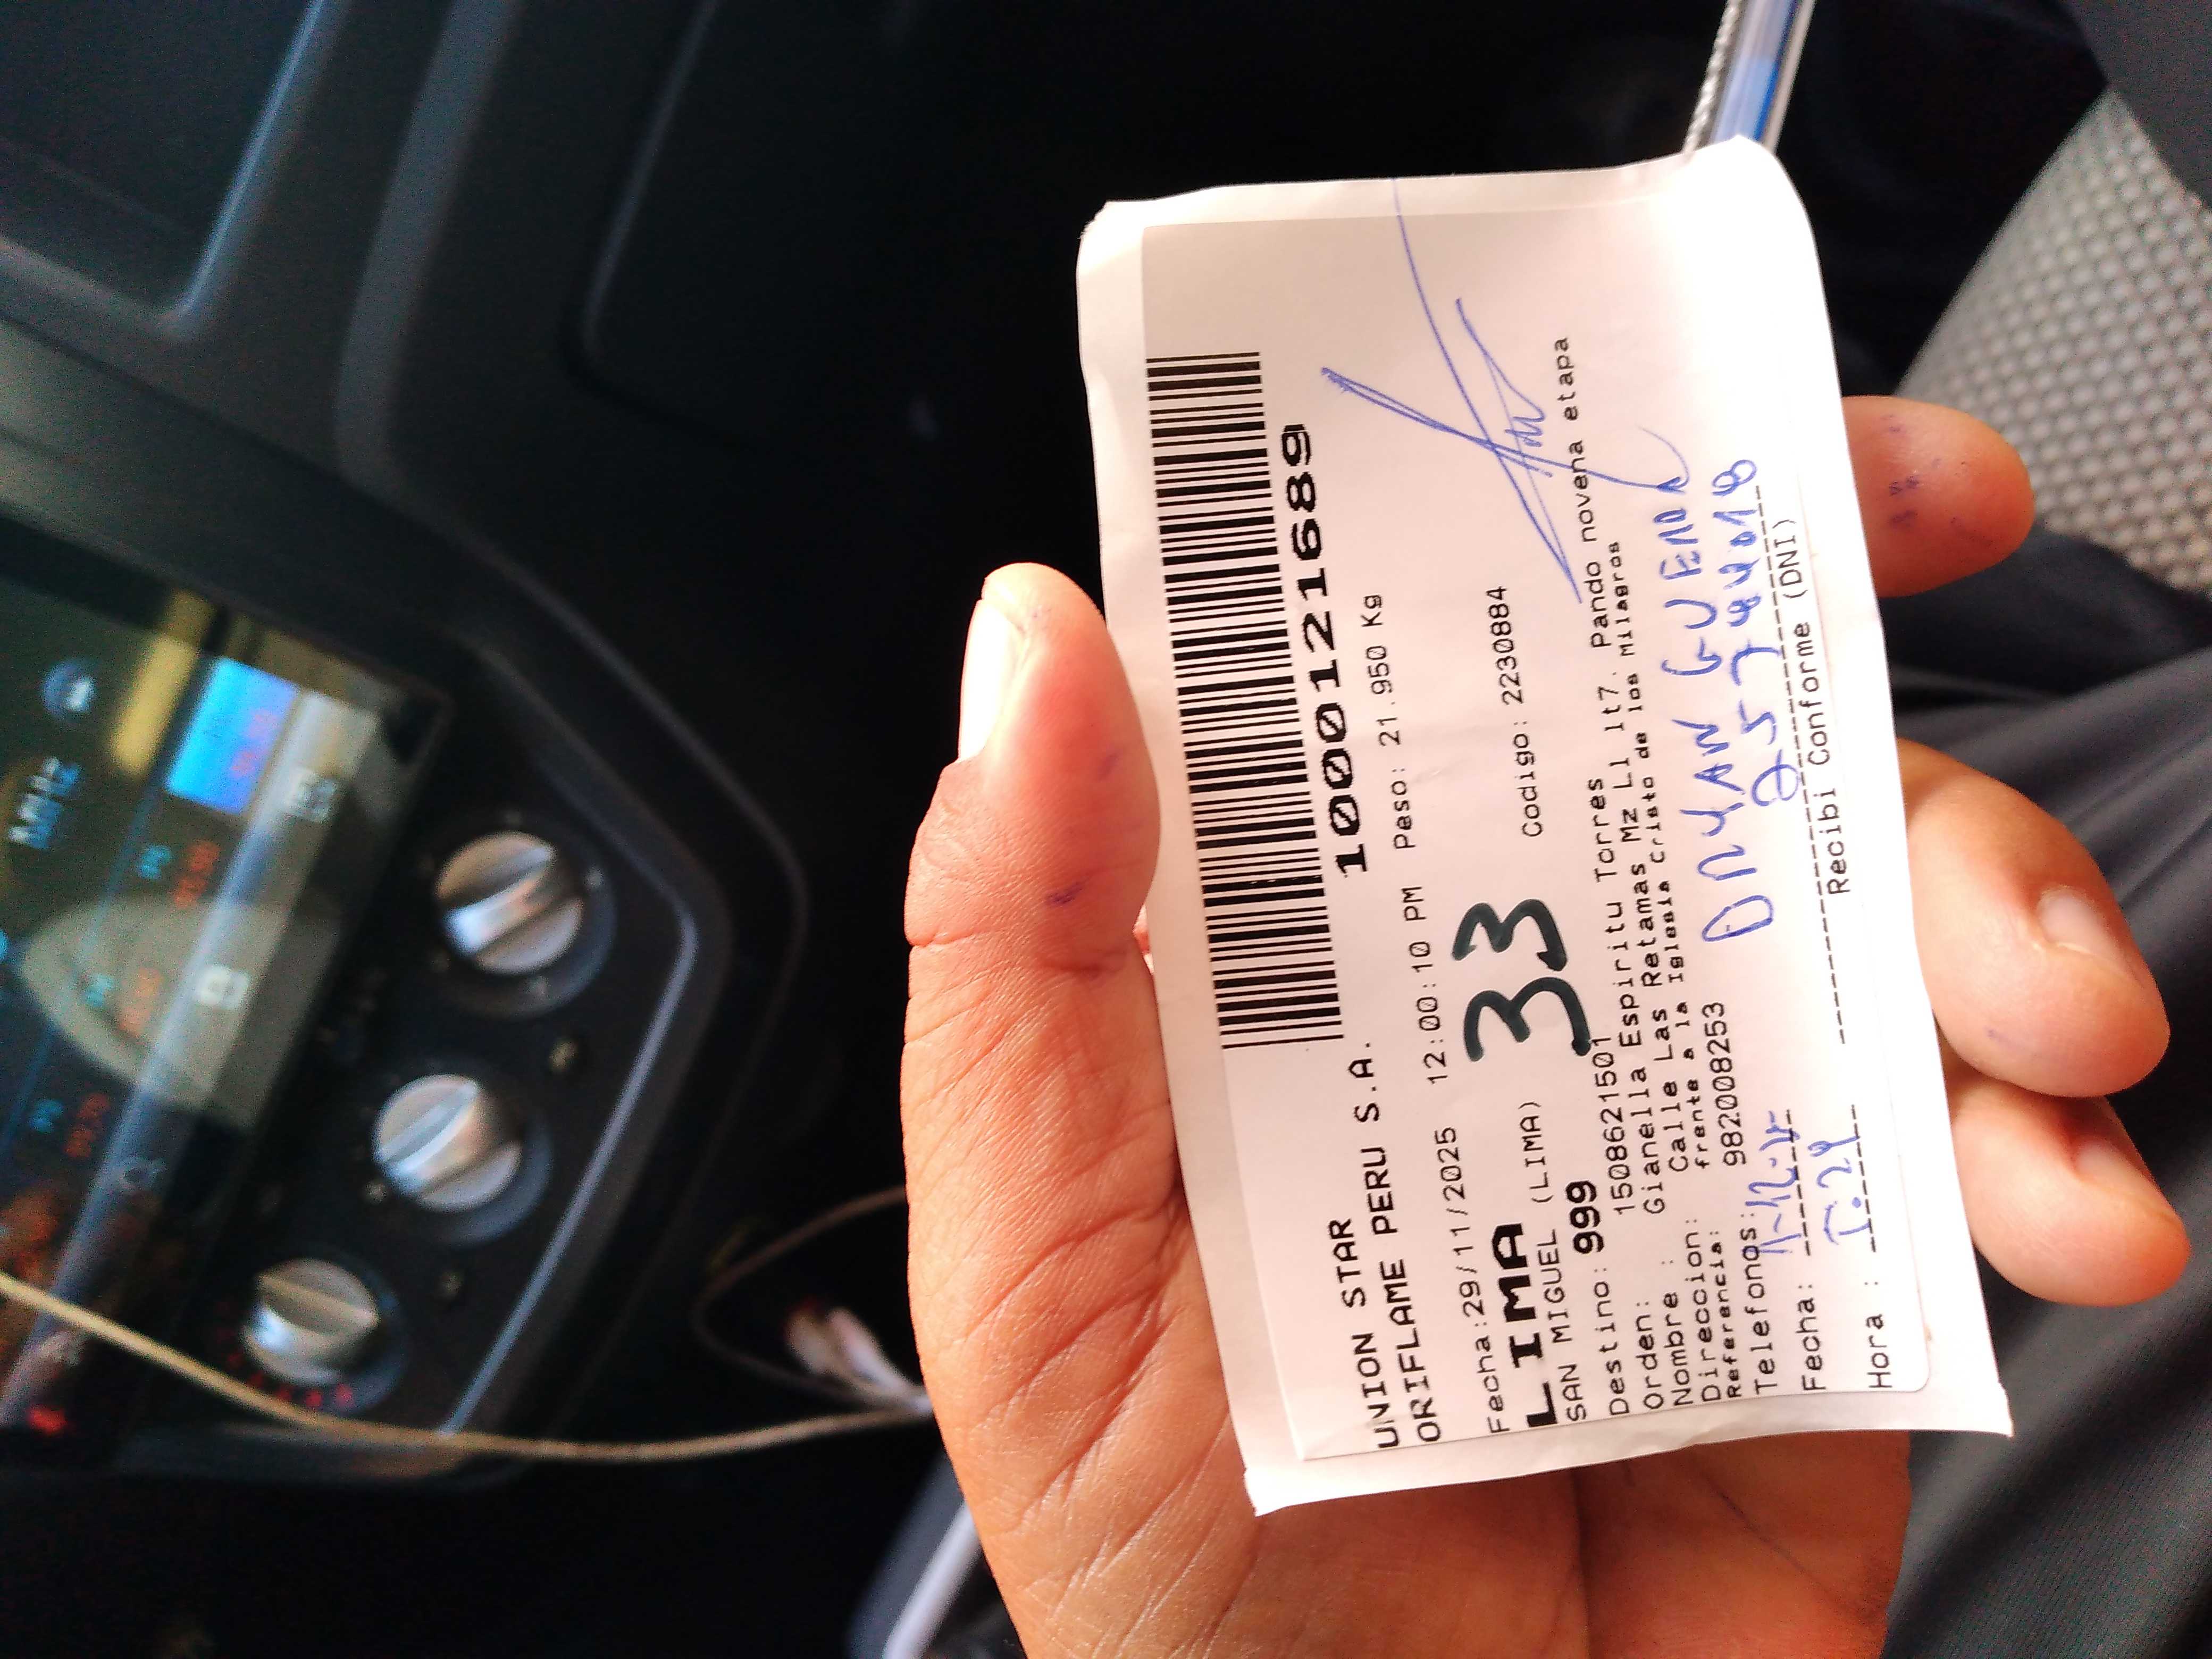 1000121689
UNION STAR
ORIFLAME PERU S.A.
Fecha:29/11/2025 12:00:10 PM Peso: 21.950 Kg
LIMA 33
SAN MIGUEL (LIMA) Codigo: 2230884
Destino: 999
Orden: 1508621501
Nombre : Gianella Espiritu Torres
Direccion: Calle Las Retamas Mz L1 lt7. Pando novena etapa
Referencia: frente a la Iglesia Cristo de los Milagros
Telefonos: 982008253
Fecha:
Hora :
Recibi Conforme (DNI)
MHz